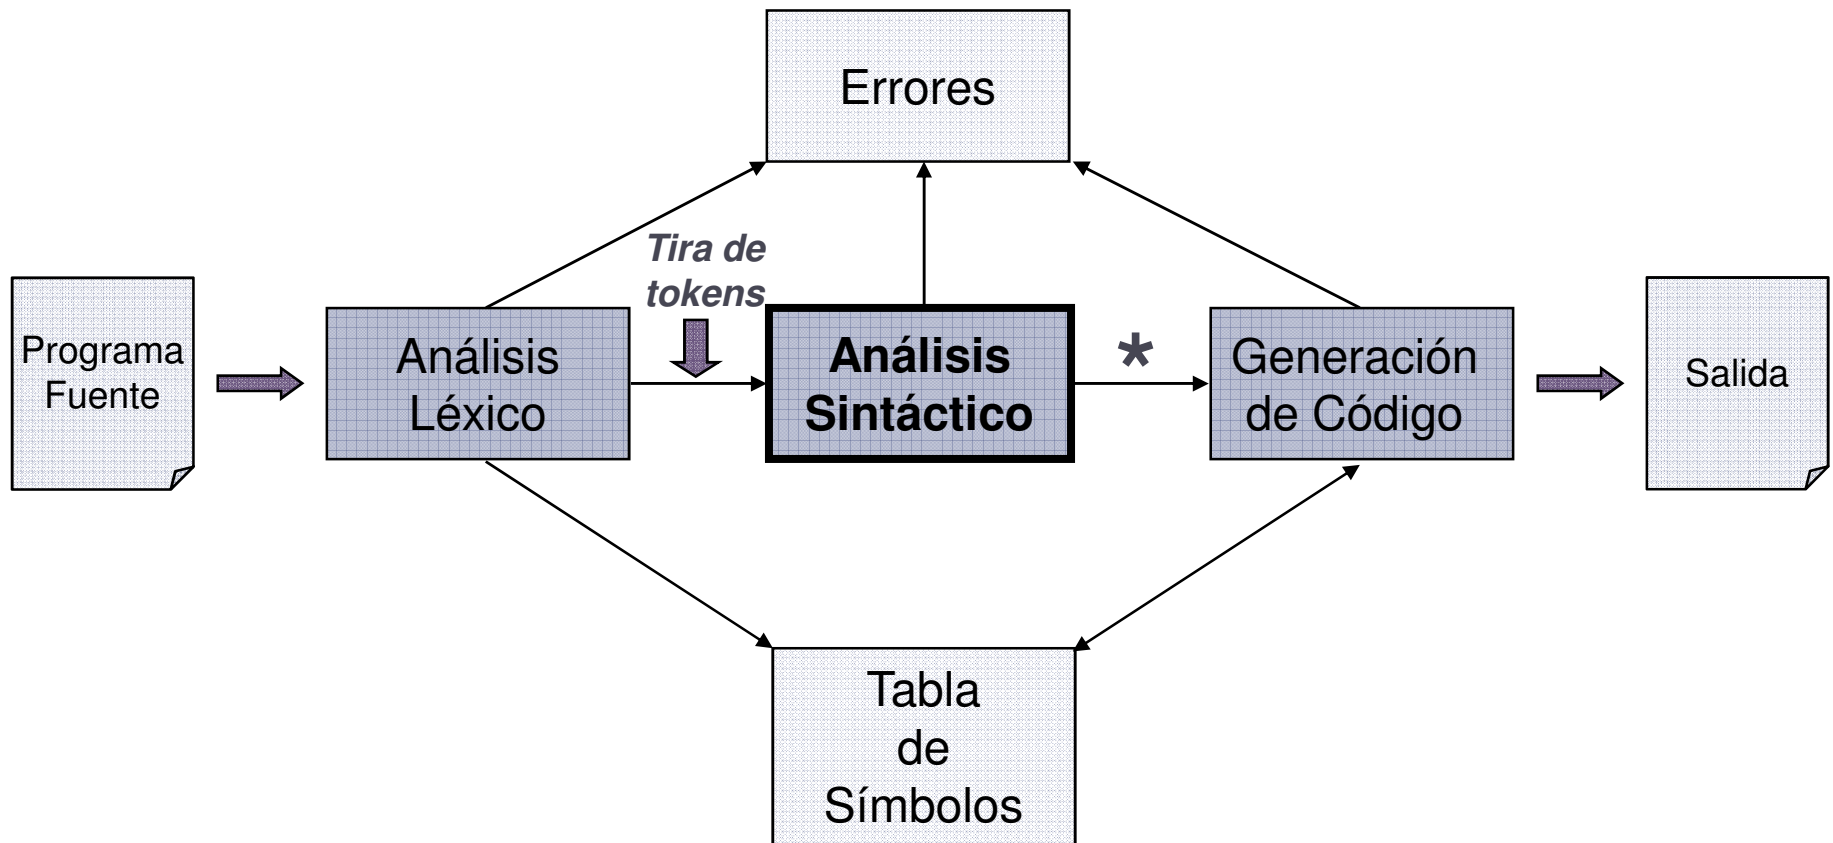 Errores
Tira de
tokens
Programa
Fuente
Análisis
Léxico
Análisis
Sintáctico
*
Generación
de Código
Salida
Tabla
de
Símbolos